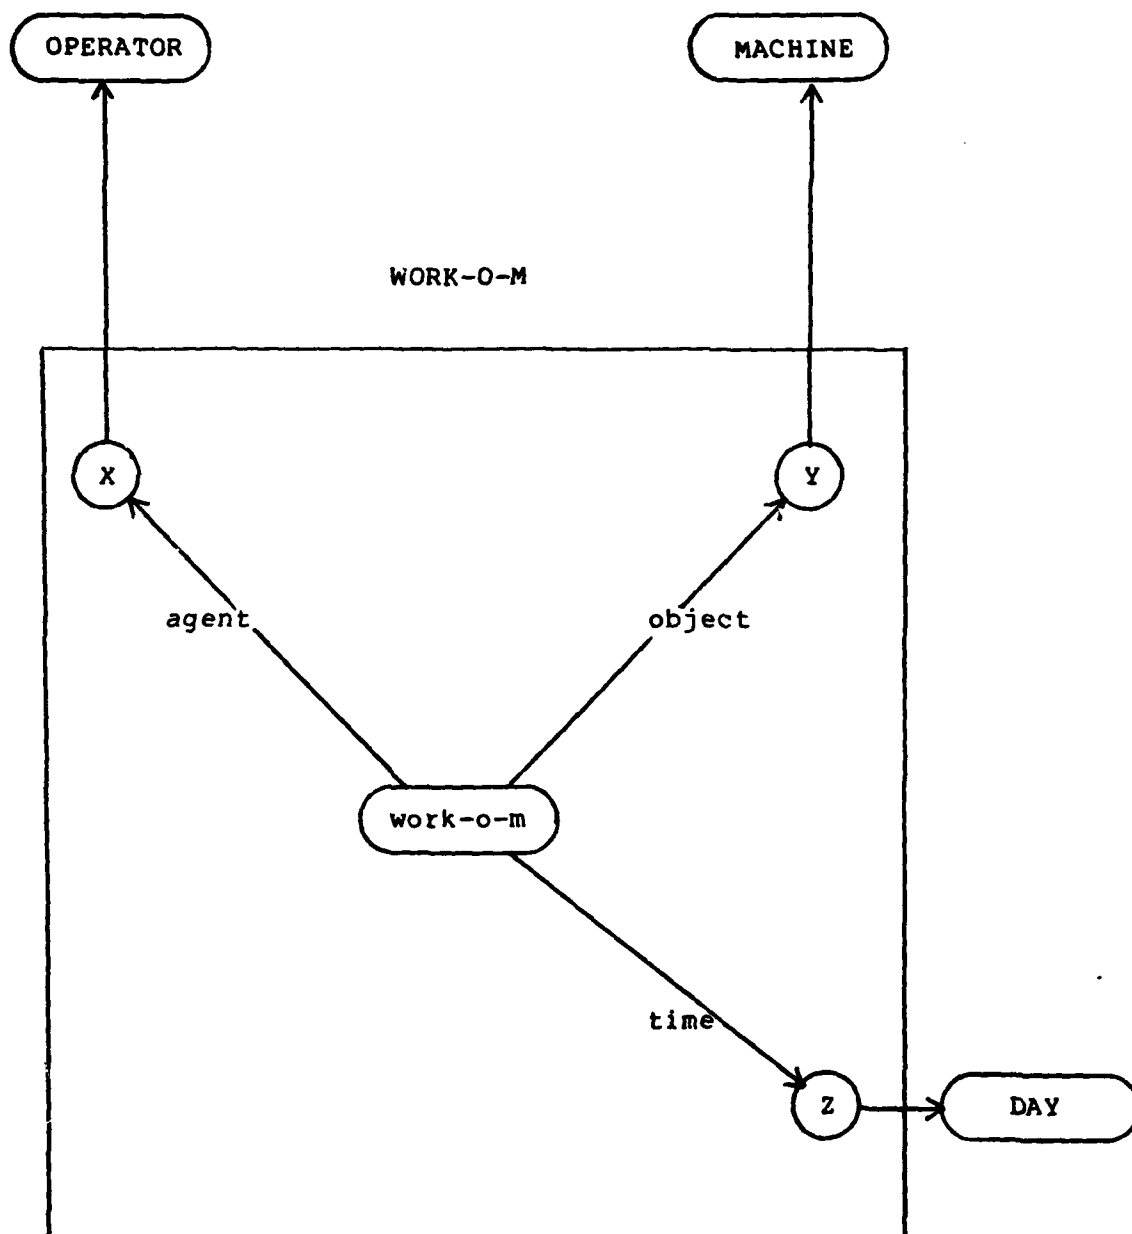 OPERATOR
MACHINE
WORK-O-M
X
Y
agent
object
work-o-m
time
Z
DAY